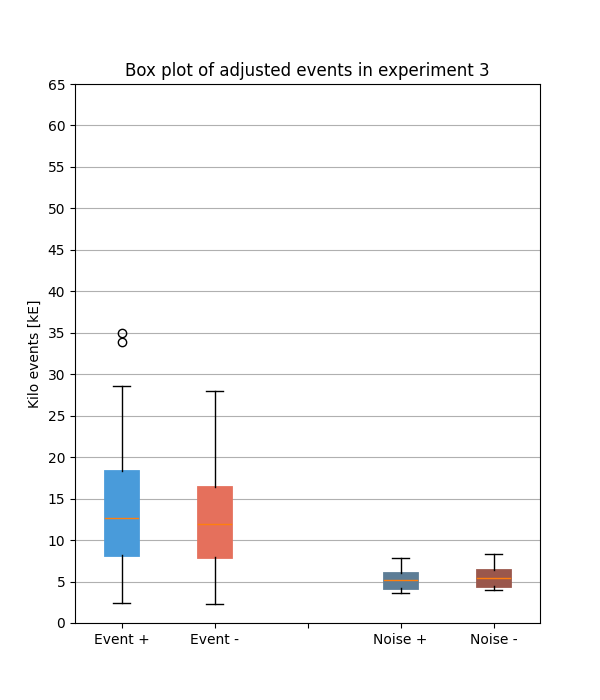 Box plot of adjusted events in experiment 3
65
60
55
50
45
40
35
30
25
20
15
10
5
0
Kilo events [kE]
Event +
Event -
Noise +
Noise -